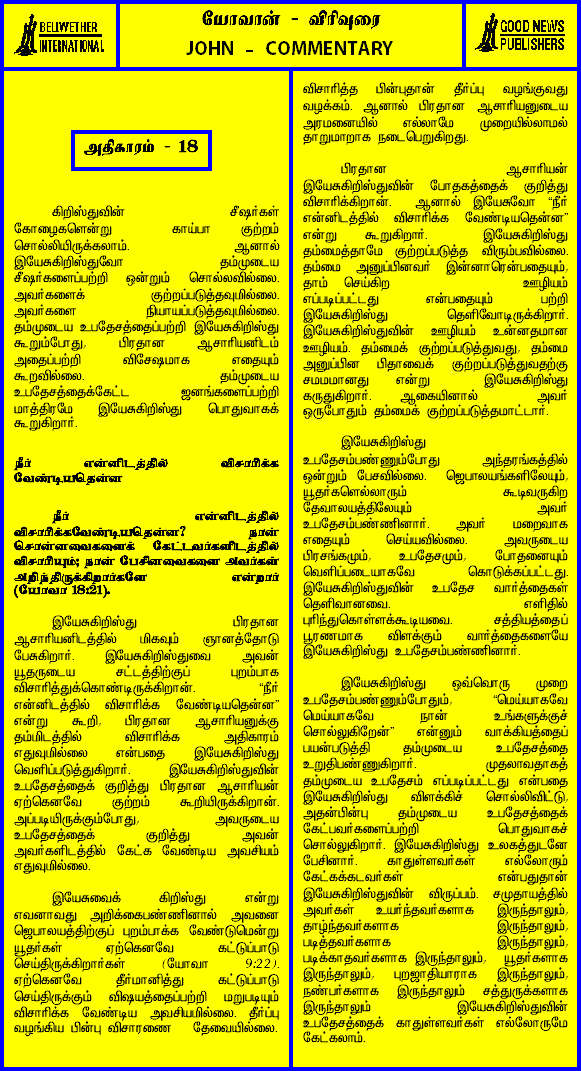 BELLWETHER
INTERNATIONAL
யோவான் - விரிவுரை
JOHN - COMMENTARY
GOOD NEWS
PUBLISHERS
அதிகாரம் - 18
கிறிஸ்துவின் சீஷர்கள்
கோழைகளென்று காய்பா குற்றம்
சொல்லியிருக்கலாம். ஆனால்
இயேசுகிறிஸ்துவோ தம்முடைய
சீஷர்களைப்பற்றி ஒன்றும் சொல்லவில்லை.
அவர்களைக் குற்றப்படுத்தவுமில்லை.
அவர்களை நியாயப்படுத்தவுமில்லை.
தம்முடைய உபதேசத்தைப்பற்றி இயேசுகிறிஸ்து
கூறும்போது, பிரதான ஆசாரியனிடம்
அதைப்பற்றி விசேஷமாக எதையும்
கூறவில்லை. தம்முடைய
உபதேசத்தைக்கேட்ட ஜனங்களைப்பற்றி
மாத்திரமே இயேசுகிறிஸ்து பொதுவாகக்
கூறுகிறார்.
நீர் என்னிடத்தில் விசாரிக்க
வேண்டியதென்ன
நீர் என்னிடத்தில்
விசாரிக்கவேண்டியதென்ன? நான்
சொன்னவைகளைக் கேட்டவர்களிடத்தில்
விசாரியும்; நான் பேசினவைகளை அவர்கள்
அறிந்திருக்கிறார்களே என்றார்
(யோவா 18:21).
இயேசுகிறிஸ்து பிரதான
ஆசாரியனிடத்தில் மிகவும் ஞானத்தோடு
பேசுகிறார். இயேசுகிறிஸ்துவை அவன்
யூதருடைய சட்டத்திற்குப் புறம்பாக
விசாரித்துக்கொண்டிருக்கிறான். “நீர்
என்னிடத்தில் விசாரிக்க வேண்டியதென்ன”
என்று கூறி, பிரதான ஆசாரியனுக்கு
தம்மிடத்தில் விசாரிக்க அதிகாரம்
எதுவுமில்லை என்பதை இயேசுகிறிஸ்து
வெளிப்படுத்துகிறார். இயேசுகிறிஸ்துவின்
உபதேசத்தைக் குறித்து பிரதான ஆசாரியன்
ஏற்கெனவே குற்றம் கூறியிருக்கிறான்.
அப்படியிருக்கும்போது, அவருடைய
உபதேசத்தைக் குறித்து அவன்
அவர்களிடத்தில் கேட்க வேண்டிய அவசியம்
எதுவுமில்லை.
இயேசுவைக் கிறிஸ்து என்று
எவனாவது அறிக்கைபண்ணினால் அவனை
ஜெபாலயத்திற்குப் புறம்பாக்க வேண்டுமென்று
யூதர்கள் ஏற்கெனவே கட்டுப்பாடு
செய்திருக்கிறார்கள் (யோவா 9:22).
ஏற்கெனவே தீர்மானித்து கட்டுப்பாடு
செய்திருக்கும் விஷயத்தைப்பற்றி மறுபடியும்
விசாரிக்க வேண்டிய அவசியமில்லை. தீர்ப்பு
வழங்கிய பின்பு விசாரணை தேவையில்லை.
விசாரித்த பின்புதான் தீர்ப்பு வழங்குவது
வழக்கம். ஆனால் பிரதான ஆசாரியனுடைய
அரமனையில் எல்லாமே முறையில்லாமல்
தாறுமாறாக நடைபெறுகிறது.
பிரதான ஆசாரியன்
இயேசுகிறிஸ்துவின் போதகத்தைக் குறித்து
விசாரிக்கிறான். ஆனால் இயேசுவோ “நீர்
என்னிடத்தில் விசாரிக்க வேண்டியதென்ன”
என்று கூறுகிறார். இயேசுகிறிஸ்து
தம்மைத்தாமே குற்றப்படுத்த விரும்பவில்லை.
தம்மை அனுப்பினவர் இன்னாரென்பதையும்,
தாம் செய்கிற ஊழியம்
எப்படிப்பட்டது என்பதையும் பற்றி
இயேசுகிறிஸ்து தெளிவோடிருக்கிறார்.
இயேசுகிறிஸ்துவின் ஊழியம் உன்னதமான
ஊழியம். தம்மைக் குற்றப்படுத்துவது, தம்மை
அனுப்பின பிதாவைக் குற்றப்படுத்துவதற்கு
சமமமானது என்று இயேசுகிறிஸ்து
கருதுகிறார். ஆகையினால் அவர்
ஒருபோதும் தம்மைக் குற்றப்படுத்தமாட்டார்.
இயேசுகிறிஸ்து
உபதேசம்பண்ணும்போது அந்தரங்கத்தில்
ஒன்றும் பேசவில்லை. ஜெபாலயங்களிலேயும்,
யூதர்களெல்லாரும் கூடிவருகிற
தேவாலயத்திலேயும் அவர்
உபதேசம்பண்ணினார். அவர் மறைவாக
எதையும் செய்யவில்லை. அவருடைய
பிரசங்கமும், உபதேசமும், போதனையும்
வெளிப்படையாகவே கொடுக்கப்பட்டது.
இயேசுகிறிஸ்துவின் உபதேச வார்த்தைகள்
தெளிவானவை. எளிதில்
புரிந்துகொள்ளக்கூடியவை. சத்தியத்தைப்
பூரணமாக விளக்கும் வார்த்தைகளையே
இயேசுகிறிஸ்து உபதேசம்பண்ணினார்.
இயேசுகிறிஸ்து ஒவ்வொரு முறை
உபதேசம்பண்ணும்போதும், “மெய்யாகவே
மெய்யாகவே நான் உங்களுக்குச்
சொல்லுகிறேன்” என்னும் வாக்கியத்தைப்
பயன்படுத்தி தம்முடைய உபதேசத்தை
உறுதிபண்ணுகிறார். முதலாவதாகத்
தம்முடைய உபதேசம் எப்படிப்பட்டது என்பதை
இயேசுகிறிஸ்து விளக்கிச் சொல்லிவிட்டு,
அதன்பின்பு தம்முடைய உபதேசத்தைக்
கேட்பவர்களைப்பற்றி பொதுவாகச்
சொல்லுகிறார். இயேசுகிறிஸ்து உலகத்துடனே
பேசினார். காதுள்ளவர்கள் எல்லோரும்
கேட்கக்கடவர்கள் என்பதுதான்
இயேசுகிறிஸ்துவின் விருப்பம். சமுதாயத்தில்
அவர்கள் உயர்ந்தவர்களாக இருந்தாலும்,
தாழ்ந்தவர்களாக இருந்தாலும்,
படித்தவர்களாக இருந்தாலும்,
படிக்காதவர்களாக இருந்தாலும், யூதர்களாக
இருந்தாலும், புறஜாதியாராக இருந்தாலும்,
நண்பர்களாக இருந்தாலும் சத்துருக்களாக
இருந்தாலும் இயேசுகிறிஸ்துவின்
உபதேசத்தைக் காதுள்ளவர்கள் எல்லோருமே
கேட்கலாம்.